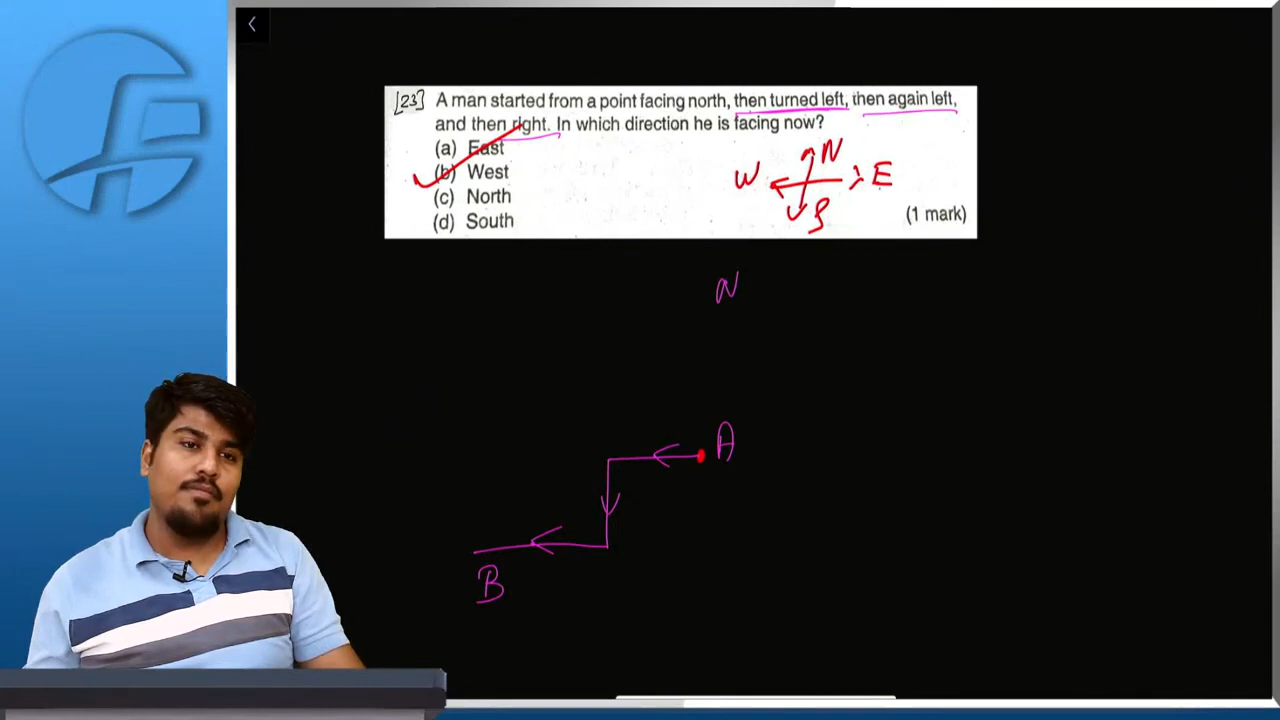 [23] A man started from a point facing north, then turned left, then again left,
and then right. In which direction he is facing now?
(a) East
(b) West
(c) North
(d) South
(1 mark)
N
W
E
S
N
A
B